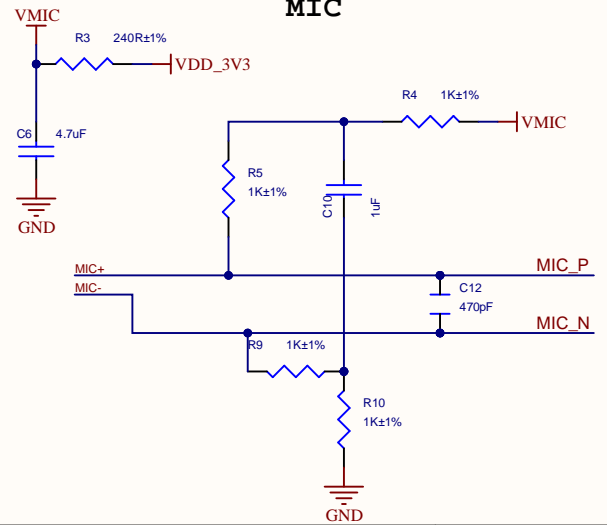 MIC
VMIC
R3 240R±1%
VDD_3V3
C6 4.7uF
GND
R4 1K±1%
VMIC
R5
1K±1%
C10
1uF
MIC+
MIC-
MIC_P
C12
470pF
MIC_N
R9 1K±1%
R10
1K±1%
GND